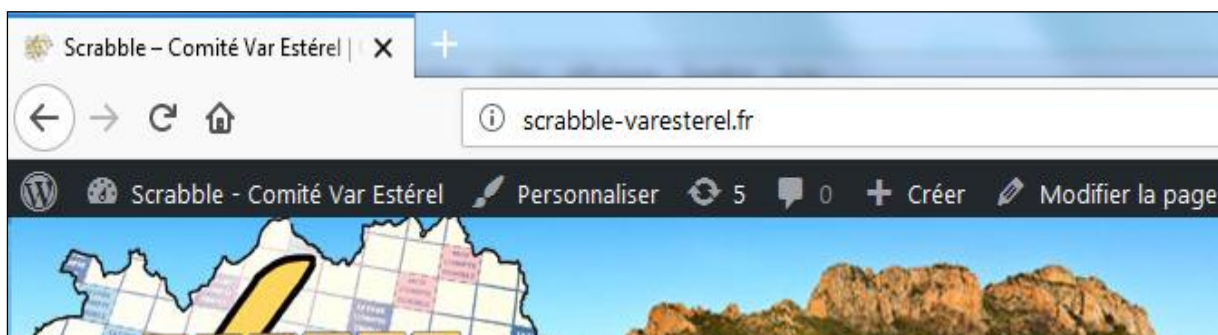 Scrabble – Comité Var Estérel |
scrabble-varesterel.fr
Scrabble - Comité Var Estérel Personnaliser 5 0 + Créer Modifier la page